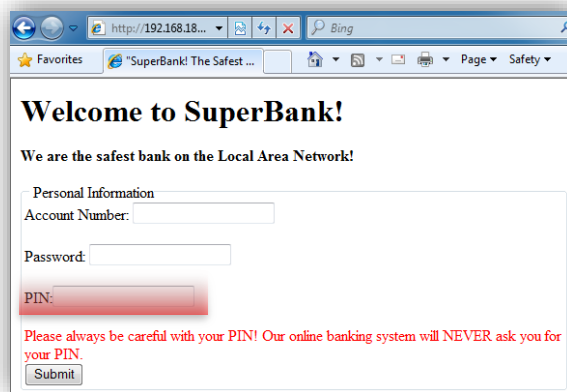 http://192.168.18...
Bing
Favorites
"SuperBank! The Safest ...
Page
Safety
Welcome to SuperBank!
We are the safest bank on the Local Area Network!
Personal Information
Account Number:
Password:
PIN:
Please always be careful with your PIN! Our online banking system will NEVER ask you for
your PIN.
Submit